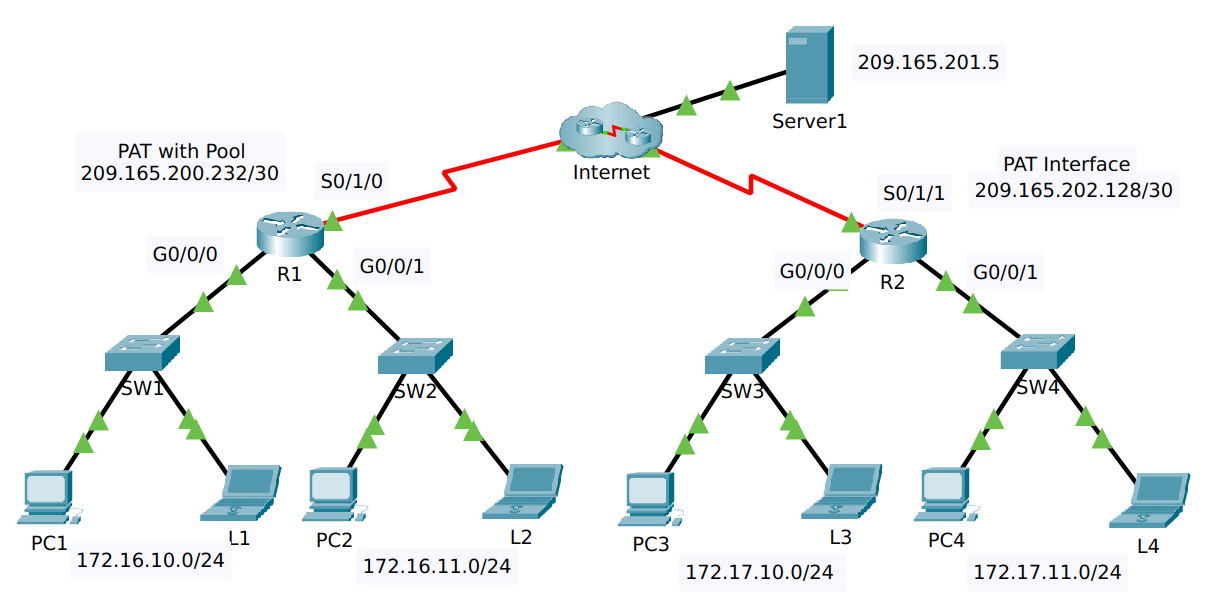 209.165.201.5
Server1
PAT with Pool
209.165.200.232/30
S0/1/0
Internet
PAT Interface
209.165.202.128/30
S0/1/1
G0/0/0
R1
G0/0/1
G0/0/0
R2
G0/0/1
SW1
SW2
SW3
SW4
PC1
L1
PC2
L2
PC3
L3
PC4
L4
172.16.10.0/24
172.16.11.0/24
172.17.10.0/24
172.17.11.0/24